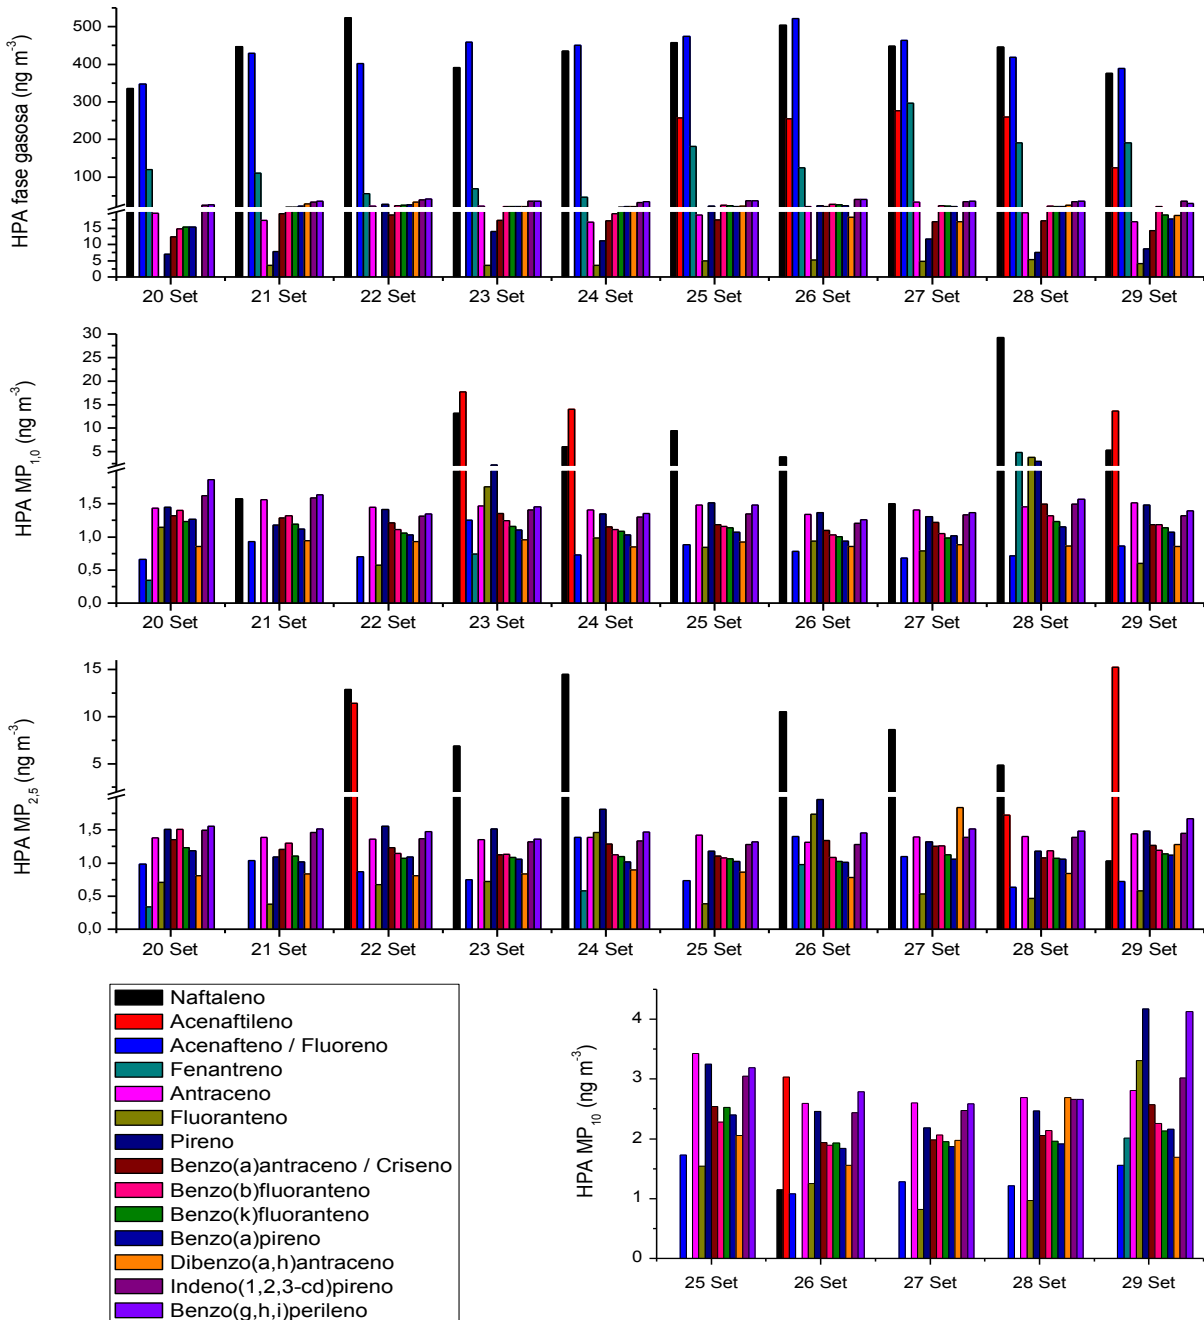 HPA fase gasosa (ng m⁻³)
500
400
300
200
100
15
10
5
0
20 Set 21 Set 22 Set 23 Set 24 Set 25 Set 26 Set 27 Set 28 Set 29 Set
HPA MP1,0 (ng m⁻³)
30
25
20
15
10
5
1,5
1,0
0,5
0,0
20 Set 21 Set 22 Set 23 Set 24 Set 25 Set 26 Set 27 Set 28 Set 29 Set
HPA MP2,5 (ng m⁻³)
15
10
5
1,5
1,0
0,5
0,0
20 Set 21 Set 22 Set 23 Set 24 Set 25 Set 26 Set 27 Set 28 Set 29 Set
Naftaleno
Acenaftileno
Acenafteno / Fluoreno
Fenantreno
Antraceno
Fluoranteno
Pireno
Benzo(a)antraceno / Criseno
Benzo(b)fluoranteno
Benzo(k)fluoranteno
Benzo(a)pireno
Dibenzo(a,h)antraceno
Indeno(1,2,3-cd)pireno
Benzo(g,h,i)perileno
HPA MP10 (ng m⁻³)
4
3
2
1
0
25 Set 26 Set 27 Set 28 Set 29 Set